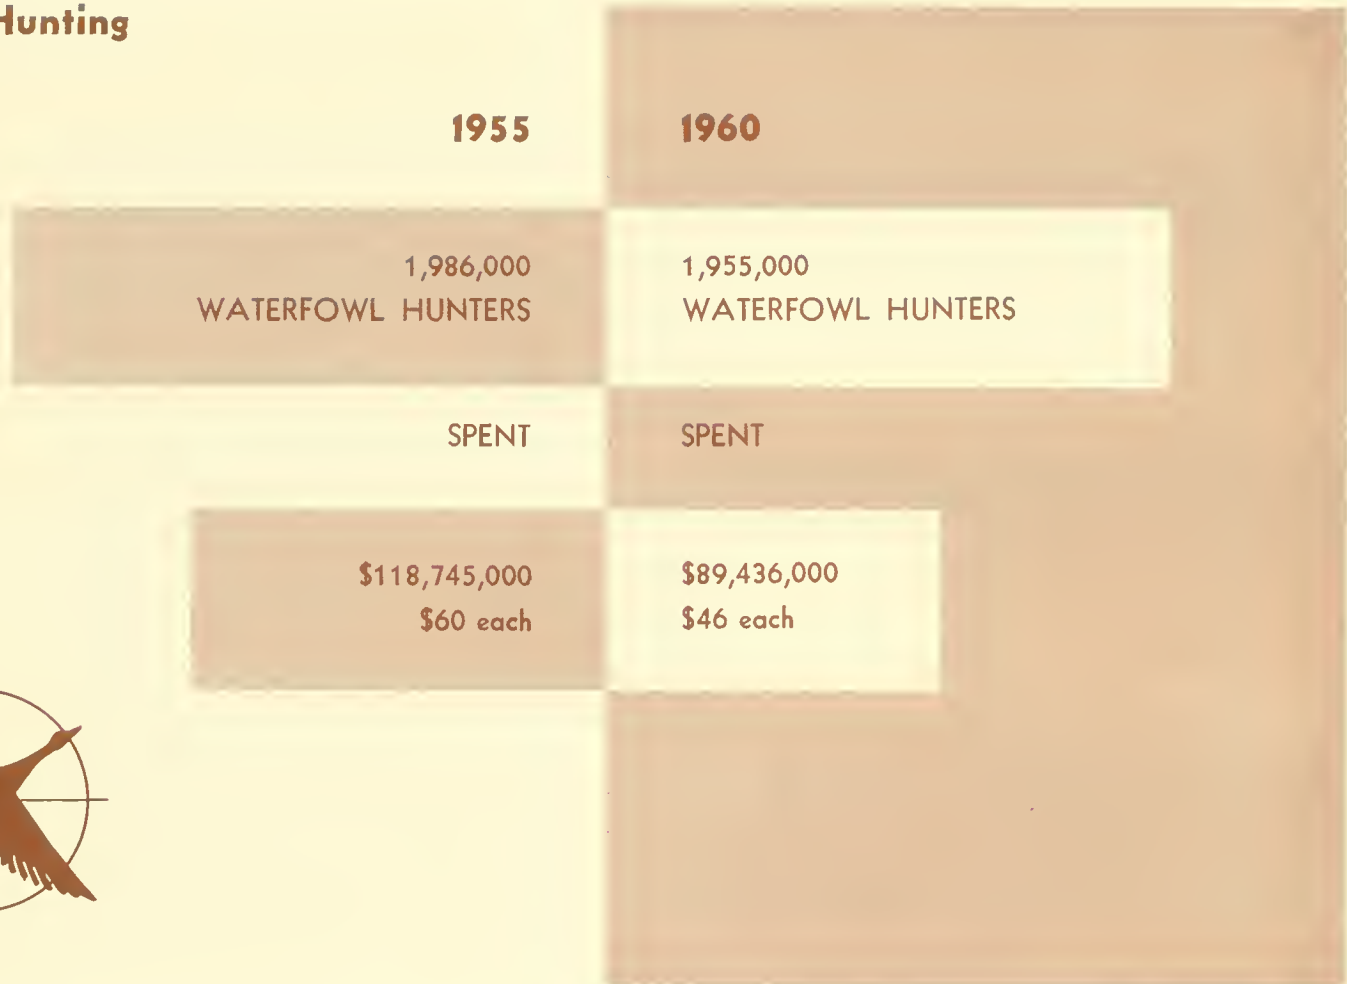 Hunting
1955
1960
1,986,000
WATERFOWL HUNTERS
1,955,000
WATERFOWL HUNTERS
SPENT
SPENT
$118,745,000
$60 each
$89,436,000
$46 each